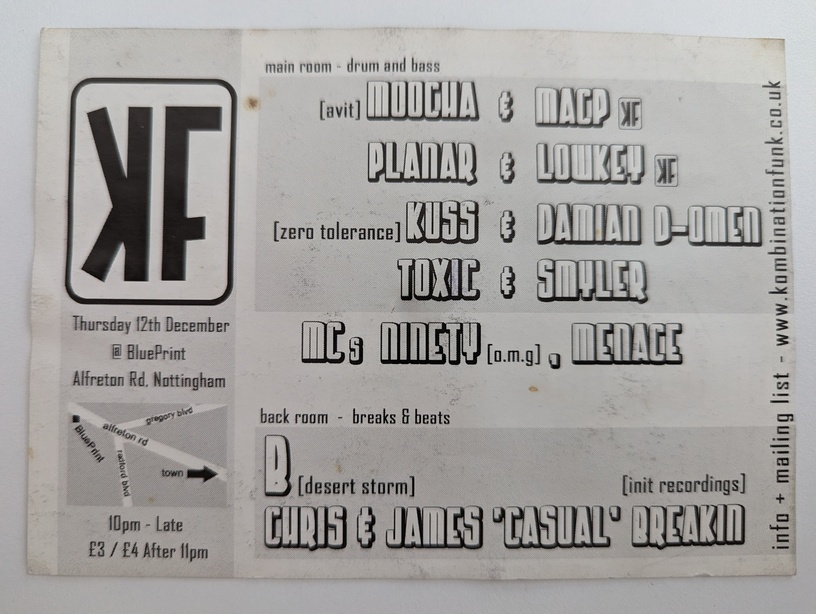 KF
Thursday 12th December
@ BluePrint
Alfreton Rd, Nottingham
gregory blvd
alfreton rd
BluePrint
radford blvd
town
10pm - Late
£3 / £4 After 11pm
main room - drum and bass
[avit] MOOCHA & MAGP KF
PLANAR & LOWKEY KF
[zero tolerance] KUSS & DAMIAN D-OMEN
TOXIC & SMYLER
MCs NINETY [o.m.g] , MENACE
back room - breaks & beats
B [desert storm] [init recordings]
CHRIS & JAMES 'CASUAL' BREAKIN
info + mailing list - www.kombinationfunk.co.uk